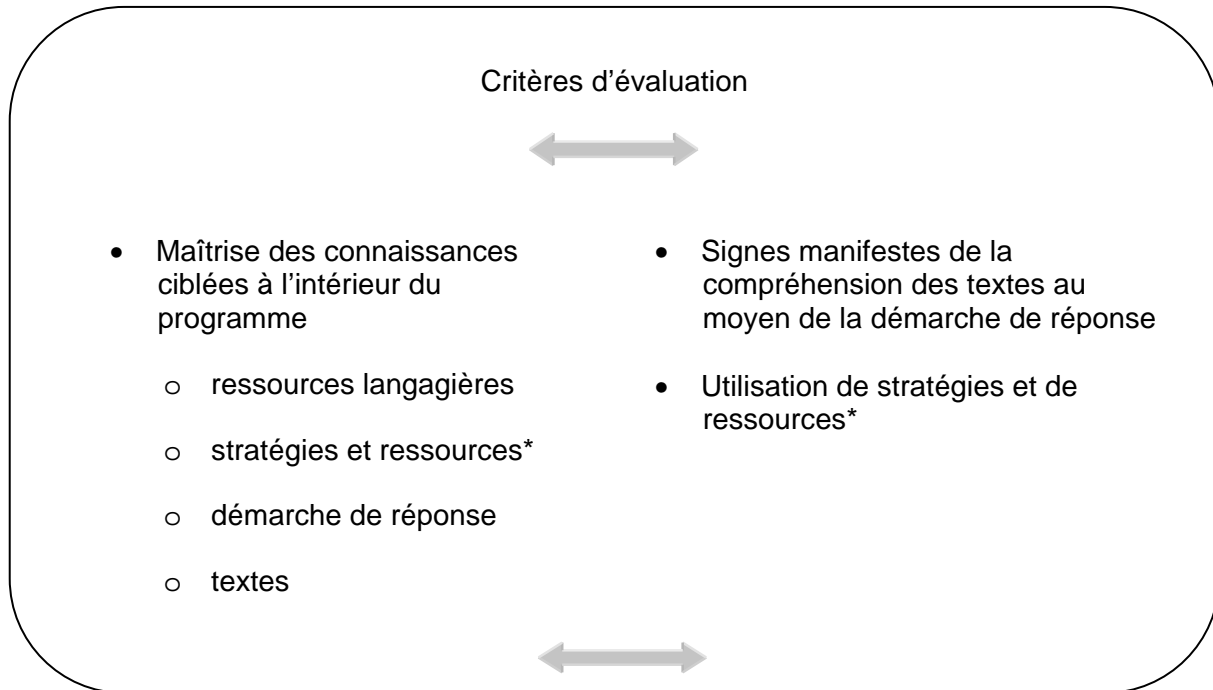 Critères d'évaluation
• Maîtrise des connaissances
ciblées à l'intérieur du
programme
o ressources langagières
o stratégies et ressources*
o démarche de réponse
o textes
• Signes manifestes de la
compréhension des textes au
moyen de la démarche de réponse
• Utilisation de stratégies et de
ressources*